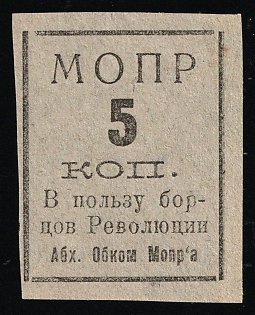 МОПР
5
коп.
В пользу бор-
цов Революции
Абх. Обком Мопр'а